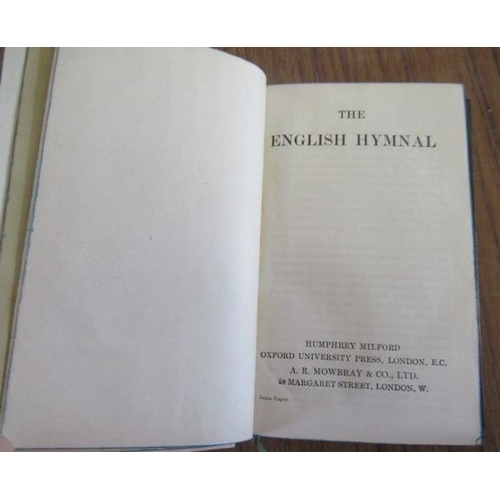 THE
ENGLISH HYMNAL
HUMPHREY MILFORD
OXFORD UNIVERSITY PRESS, LONDON, E.C.
A. R. MOWBRAY & CO., LTD.
28 MARGARET STREET, LONDON, W.
India Paper